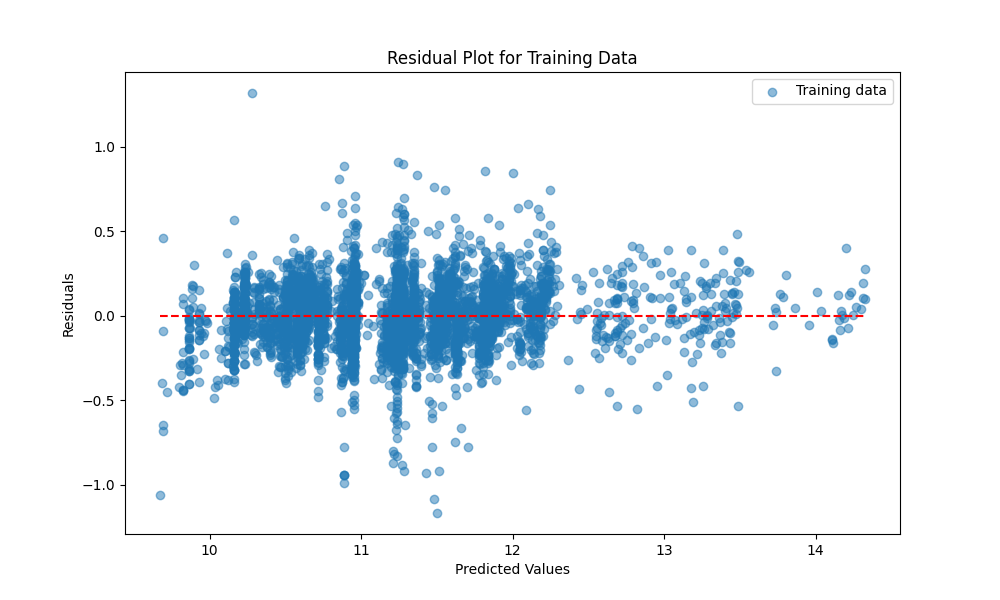 Residual Plot for Training Data
Training data
1.0
0.5
0.0
−0.5
−1.0
Residuals
10 11 12 13 14
Predicted Values